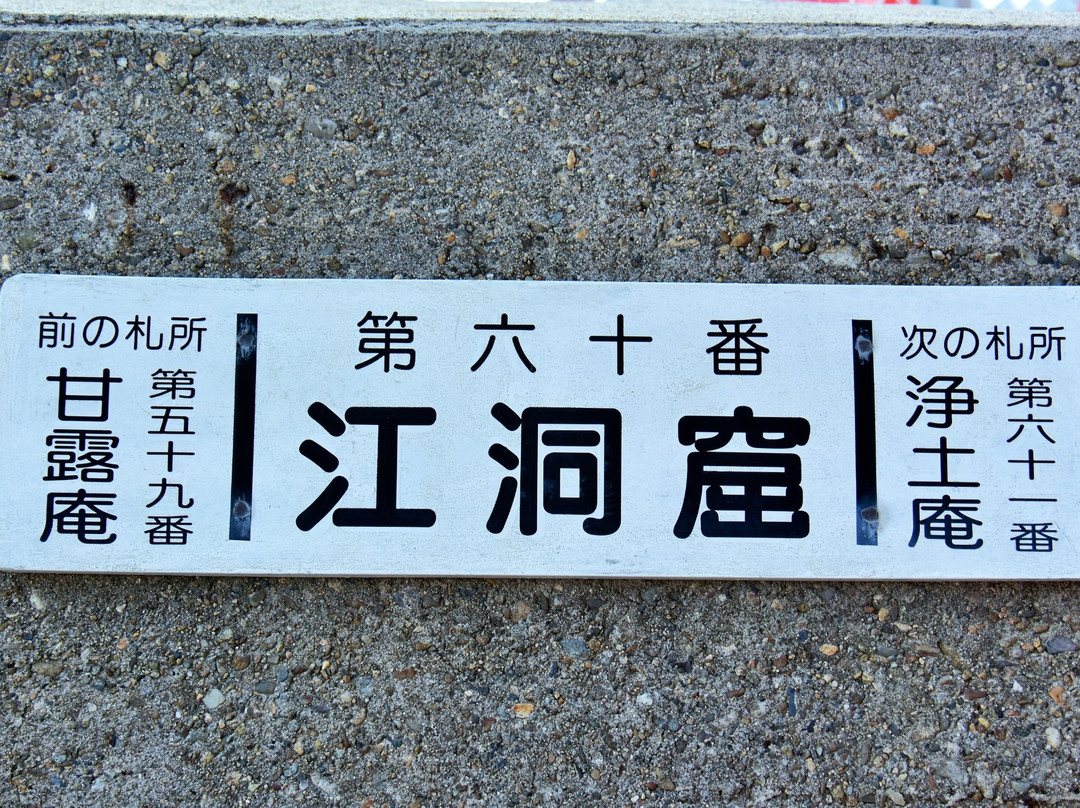 前の札所
甘露庵
第五十九番
第六十番
江洞窟
次の札所
浄土庵
第六十一番